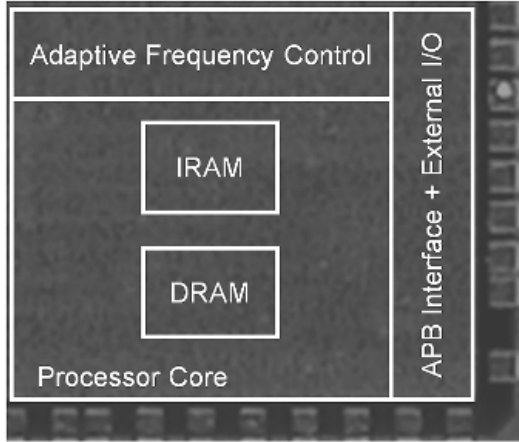 Adaptive Frequency Control
IRAM
DRAM
Processor Core
APB Interface + External I/O